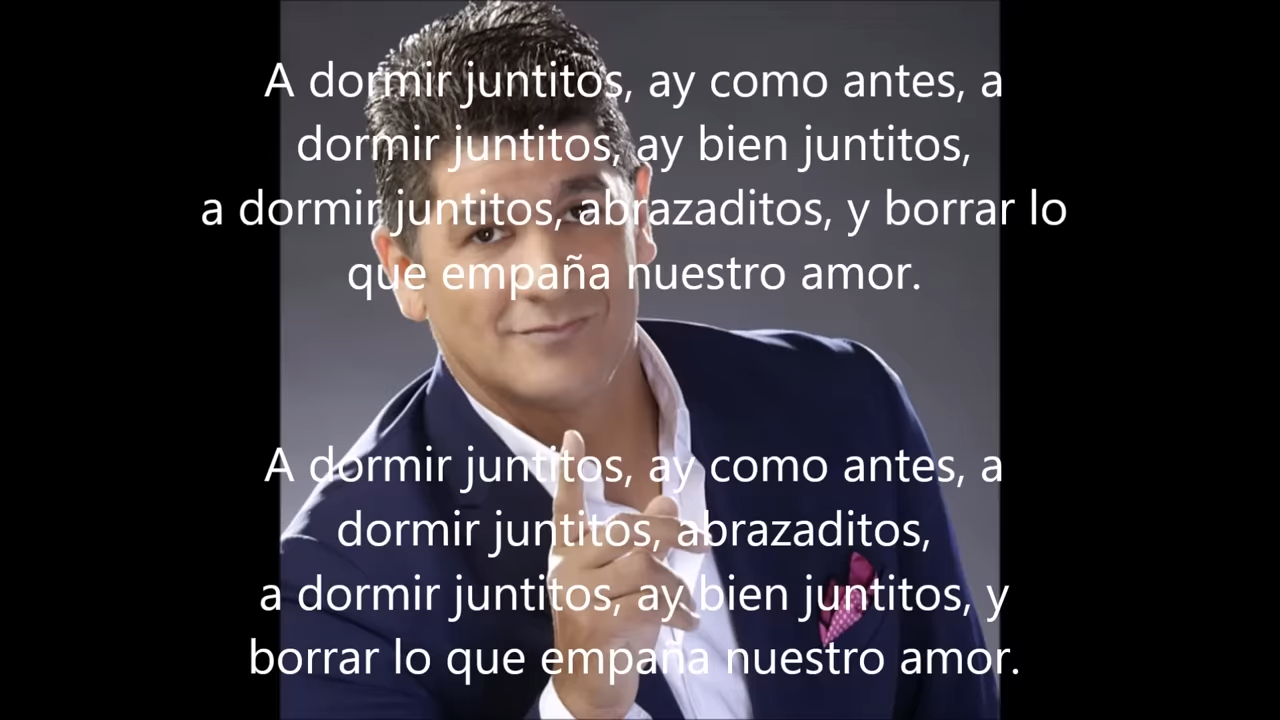 A dormir juntitos, ay como antes, a
dormir juntitos, ay bien juntitos,
a dormir juntitos, abrazaditos, y borrar lo
que empaña nuestro amor.
A dormir juntitos, ay como antes, a
dormir juntitos, abrazaditos,
a dormir juntitos, ay bien juntitos, y
borrar lo que empaña nuestro amor.